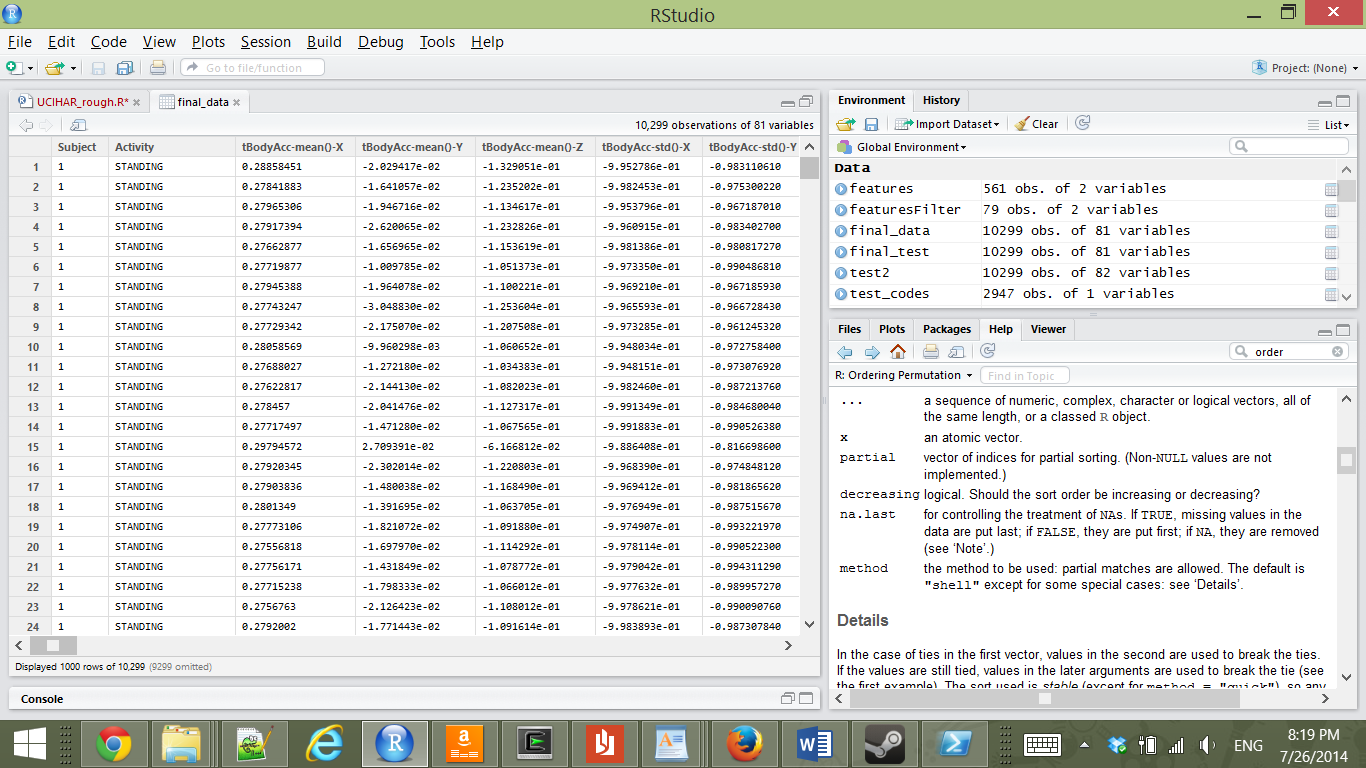 RStudio
File Edit Code View Plots Session Build Debug Tools Help
Go to file/function
Project: (None)
UCIHAR_rough.R*
final_data
10,299 observations of 81 variables
Subject Activity tBodyAcc-mean()-X tBodyAcc-mean()-Y tBodyAcc-mean()-Z tBodyAcc-std()-X tBodyAcc-std()-Y
1 1 STANDING 0.28858451 -2.029417e-02 -1.329051e-01 -9.952786e-01 -0.983110610
2 1 STANDING 0.27841883 -1.641057e-02 -1.235202e-01 -9.982453e-01 -0.975300220
3 1 STANDING 0.27965306 -1.946716e-02 -1.134617e-01 -9.953796e-01 -0.967187010
4 1 STANDING 0.27917394 -2.620065e-02 -1.232826e-01 -9.960915e-01 -0.983402700
5 1 STANDING 0.27662877 -1.656965e-02 -1.153619e-01 -9.981386e-01 -0.980817270
6 1 STANDING 0.27719877 -1.009785e-02 -1.051373e-01 -9.973350e-01 -0.990486810
7 1 STANDING 0.27945388 -1.964078e-02 -1.100221e-01 -9.969210e-01 -0.967185930
8 1 STANDING 0.27743247 -3.048830e-02 -1.253604e-01 -9.965593e-01 -0.966728430
9 1 STANDING 0.27729342 -2.175070e-02 -1.207508e-01 -9.973285e-01 -0.961245320
10 1 STANDING 0.28058569 -9.960298e-03 -1.060652e-01 -9.948034e-01 -0.972758400
11 1 STANDING 0.27688027 -1.272180e-02 -1.034383e-01 -9.948151e-01 -0.973076920
12 1 STANDING 0.27622817 -2.144130e-02 -1.082023e-01 -9.982460e-01 -0.987213760
13 1 STANDING 0.278457 -2.041476e-02 -1.127317e-01 -9.991349e-01 -0.984680040
14 1 STANDING 0.27717497 -1.471280e-02 -1.067565e-01 -9.991883e-01 -0.990526380
15 1 STANDING 0.29794572 2.709391e-02 -6.166812e-02 -9.886408e-01 -0.816698600
16 1 STANDING 0.27920345 -2.302014e-02 -1.220803e-01 -9.968390e-01 -0.974848120
17 1 STANDING 0.27903836 -1.480038e-02 -1.168490e-01 -9.969412e-01 -0.981865620
18 1 STANDING 0.2801349 -1.391695e-02 -1.063705e-01 -9.976949e-01 -0.987515670
19 1 STANDING 0.27773106 -1.821072e-02 -1.091880e-01 -9.974907e-01 -0.993221970
20 1 STANDING 0.27556818 -1.697970e-02 -1.114292e-01 -9.978114e-01 -0.990522300
21 1 STANDING 0.27756171 -1.431849e-02 -1.078772e-01 -9.979042e-01 -0.994311290
22 1 STANDING 0.27715238 -1.798333e-02 -1.066012e-01 -9.977632e-01 -0.989957270
23 1 STANDING 0.2756763 -2.126423e-02 -1.108012e-01 -9.978621e-01 -0.990090760
24 1 STANDING 0.2792002 -1.771443e-02 -1.091614e-01 -9.983893e-01 -0.987307840
Displayed 1000 rows of 10,299 (9299 omitted)
Console
Environment History
Import Dataset Clear List
Global Environment
Data
features 561 obs. of 2 variables
featuresFilter 79 obs. of 2 variables
final_data 10299 obs. of 81 variables
final_test 10299 obs. of 81 variables
test2 10299 obs. of 82 variables
test_codes 2947 obs. of 1 variables
Files Plots Packages Help Viewer
order
R: Ordering Permutation Find in Topic
... a sequence of numeric, complex, character or logical vectors, all of
the same length, or a classed R object.
x an atomic vector.
partial vector of indices for partial sorting. (Non-NULL values are not
implemented.)
decreasing logical. Should the sort order be increasing or decreasing?
na.last for controlling the treatment of NAs. If TRUE, missing values in the
data are put last; if FALSE, they are put first; if NA, they are removed
(see ‘Note’.)
method the method to be used: partial matches are allowed. The default is
"shell" except for some special cases: see ‘Details’.
Details
In the case of ties in the first vector, values in the second are used to break the ties.
If the values are still tied, values in the later arguments are used to break the tie (see
the first example). The sort used is stable (except for method = "quick"), so any
ENG
8:19 PM
7/26/2014